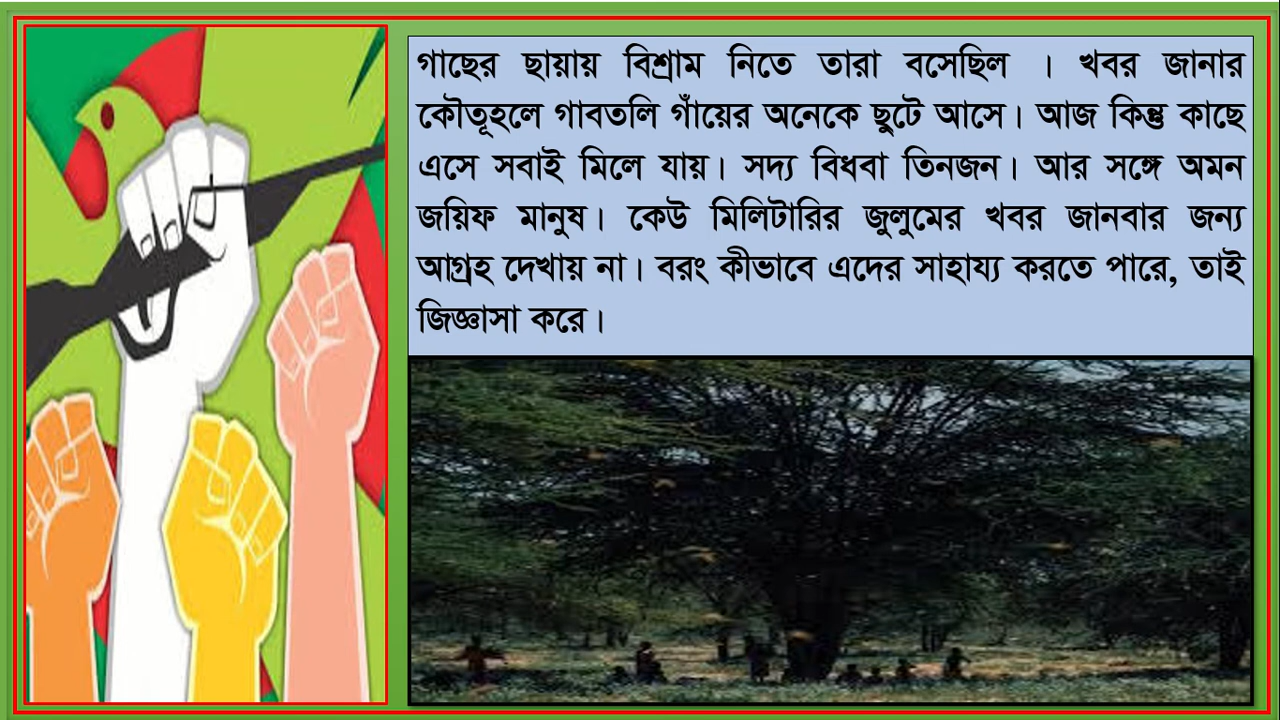 গাছের ছায়ায় বিশ্রাম নিতে তারা বসেছিল । খবর জানার
কৌতূহলে গাবতলি গাঁয়ের অনেকে ছুটে আসে। আজ কিন্তু কাছে
এসে সবাই মিলে যায়। সদ্য বিধবা তিনজন। আর সঙ্গে অমন
জয়িফ মানুষ। কেউ মিলিটারির জুলুমের খবর জানবার জন্য
আগ্রহ দেখায় না। বরং কীভাবে এদের সাহায্য করতে পারে, তাই
জিজ্ঞাসা করে।